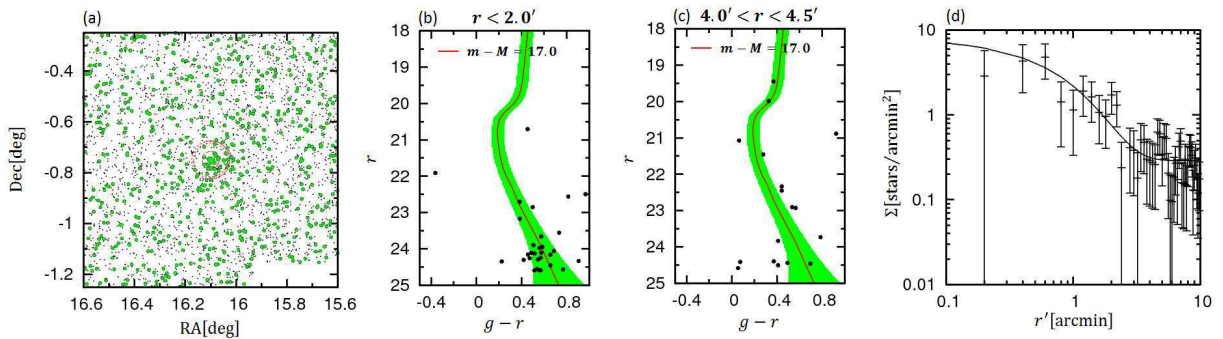 (a)
Dec[deg]
-0.4
-0.6
-0.8
-1
-1.2
16.6
16.4
16.2
16
15.8
15.6
RA[deg]
(b)
r < 2.0′
m − M = 17.0
r
18
19
20
21
22
23
24
25
-0.4
0
0.4
0.8
g − r
(c)
4.0′ < r < 4.5′
m − M = 17.0
r
18
19
20
21
22
23
24
25
-0.4
0
0.4
0.8
g − r
(d)
Σ[stars/arcmin²]
10
1
0.1
0.01
0.1
1
10
r′[arcmin]